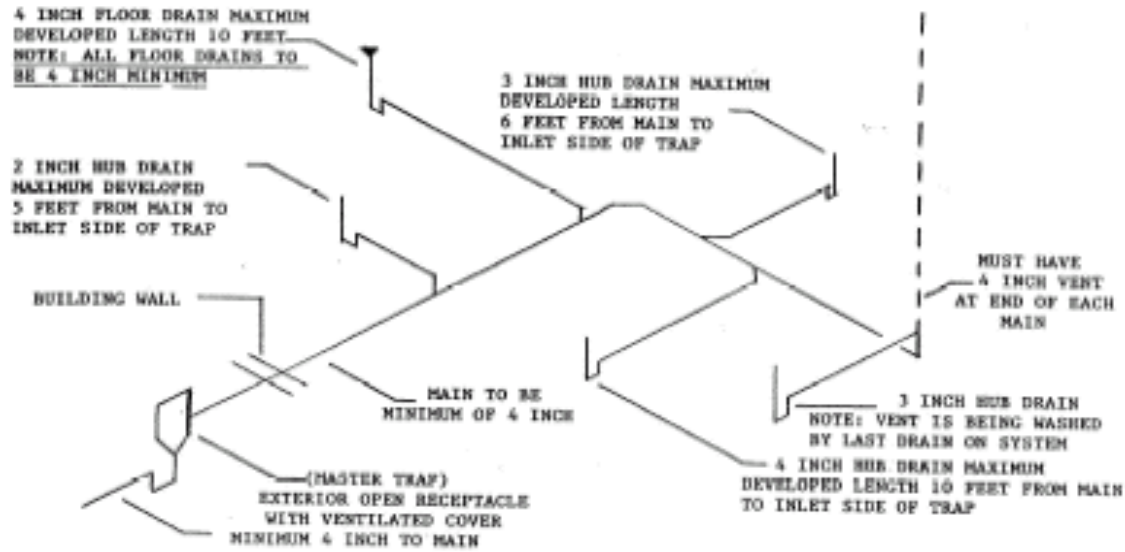 4 INCH FLOOR DRAIN MAXIMUM
DEVELOPED LENGTH 10 FEET
NOTE: ALL FLOOR DRAINS TO
BE 4 INCH MINIMUM
3 INCH HUB DRAIN MAXIMUM
DEVELOPED LENGTH
6 FEET FROM MAIN TO
INLET SIDE OF TRAP
2 INCH HUB DRAIN
MAXIMUM DEVELOPED
5 FEET FROM MAIN TO
INLET SIDE OF TRAP
MUST HAVE
4 INCH VENT
AT END OF EACH
MAIN
BUILDING WALL
MAIN TO BE
MINIMUM OF 4 INCH
3 INCH HUB DRAIN
NOTE: VENT IS BEING WASHED
BY LAST DRAIN ON SYSTEM
4 INCH HUB DRAIN MAXIMUM
DEVELOPED LENGTH 10 FEET FROM MAIN
TO INLET SIDE OF TRAP
(MASTER TRAP)
EXTERIOR OPEN RECEPTACLE
WITH VENTILATED COVER
MINIMUM 4 INCH TO MAIN